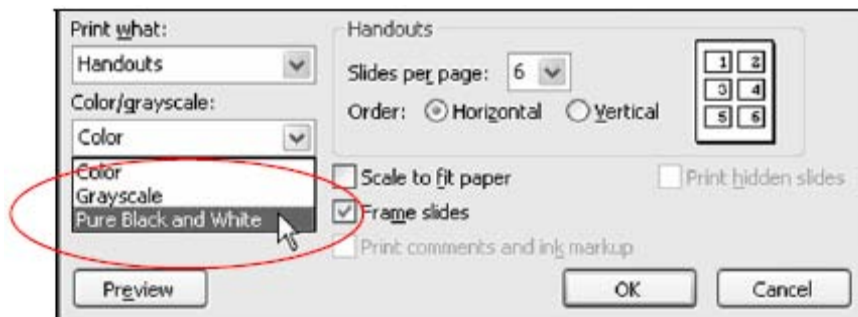 Print what:
Handouts
Color/grayscale:
Color
Color
Grayscale
Pure Black and White
Preview
Handouts
Slides per page: 6
Order: Horizontal Vertical
1 2
3 4
5 6
Scale to fit paper
Print hidden slides
Frame slides
Print comments and ink markup
OK
Cancel